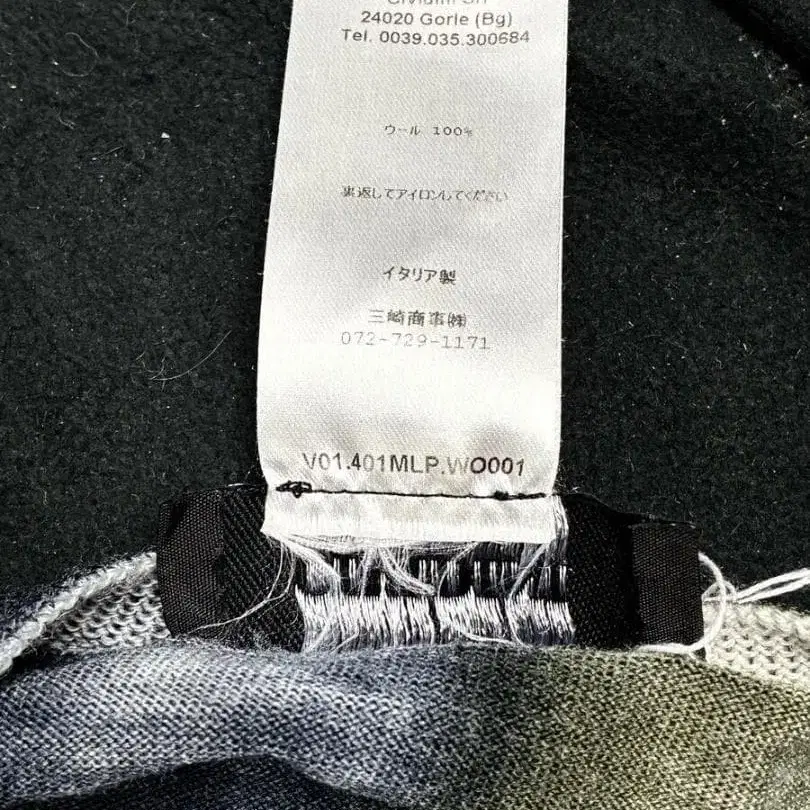 Cividini Srl
24020 Gorle (Bg)
Tel. 0039.035.300684
ウール 100%
裏返してアイロンしてください
イタリア製
三崎商事㈱
072-729-1171
V01.401MLP.WO001